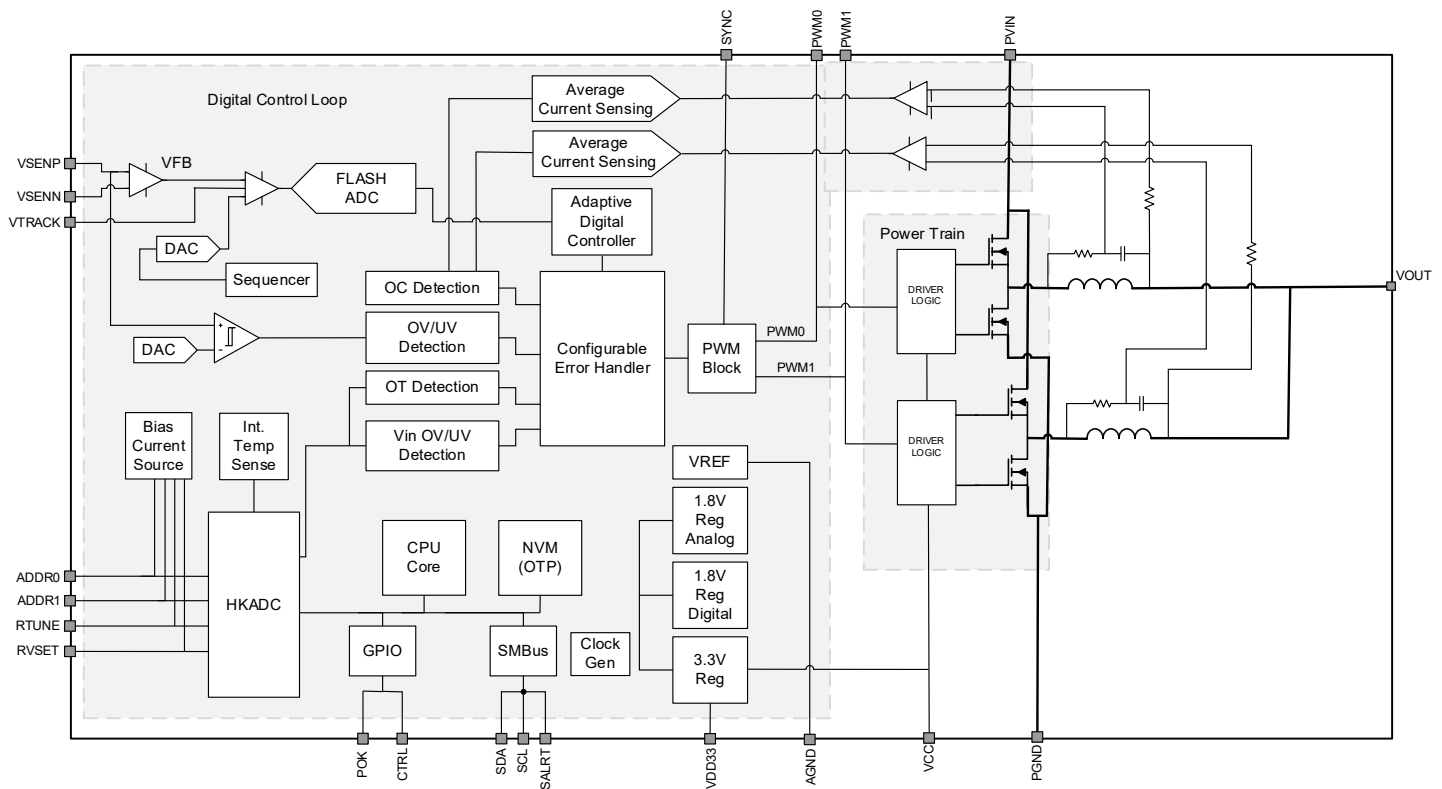 SYNC
PWM0
PWM1
PVIN
Digital Control Loop
Average
Current Sensing
Average
Current Sensing
VSENP
VSENN
VTRACK
VFB
FLASH
ADC
Adaptive
Digital
Controller
DAC
Sequencer
Power Train
OC Detection
DRIVER
LOGIC
VOUT
+
-
DAC
OV/UV
Detection
Configurable
Error Handler
PWM
Block
PWM0
PWM1
OT Detection
Vin OV/UV
Detection
Bias
Current
Source
Int.
Temp
Sense
DRIVER
LOGIC
VREF
1.8V
Reg
Analog
CPU
Core
NVM
(OTP)
ADDR0
ADDR1
RTUNE
RVSET
HKADC
1.8V
Reg
Digital
GPIO
SMBus
Clock
Gen
3.3V
Reg
POK
CTRL
SDA
SCL
SALRT
VDD33
AGND
VCC
PGND